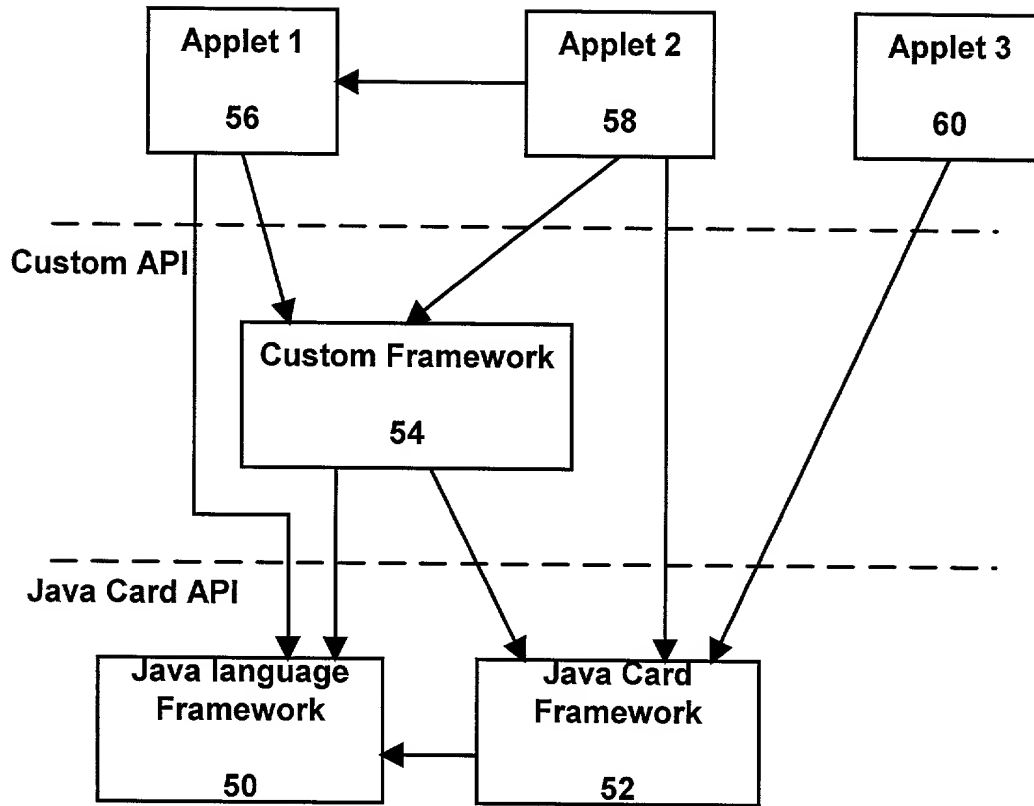 Applet 1
56
Applet 2
58
Applet 3
60
Custom API
Custom Framework
54
Java Card API
Java language
Framework
50
Java Card
Framework
52